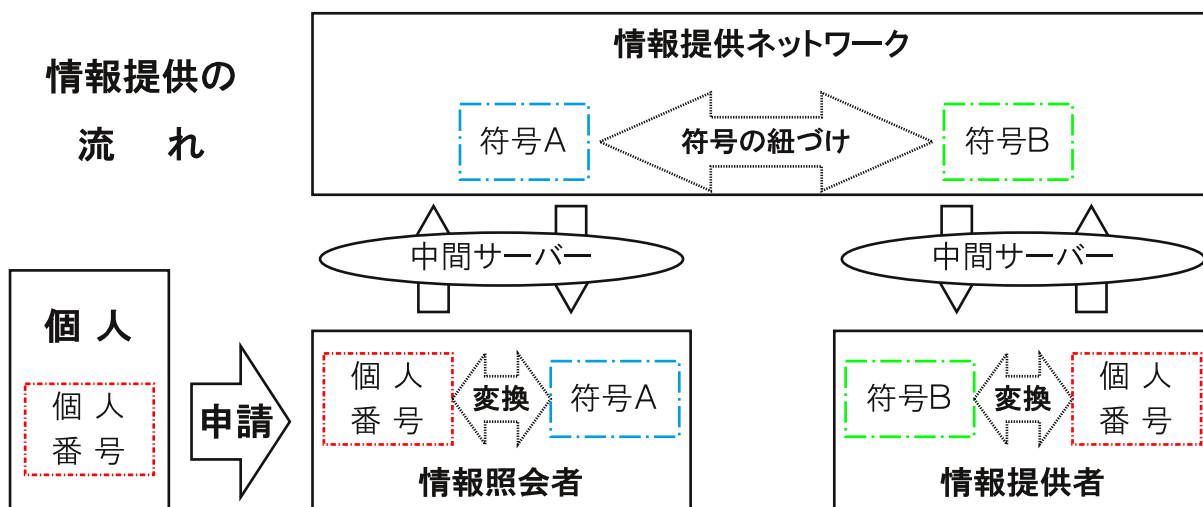 情報提供の
流 れ
情報提供ネットワーク
符号A
符号の紐づけ
符号B
中間サーバー
中間サーバー
個 人
個 人
番 号
申請
個 人
番 号
変換
符号A
情報照会者
符号B
変換
個 人
番 号
情報提供者